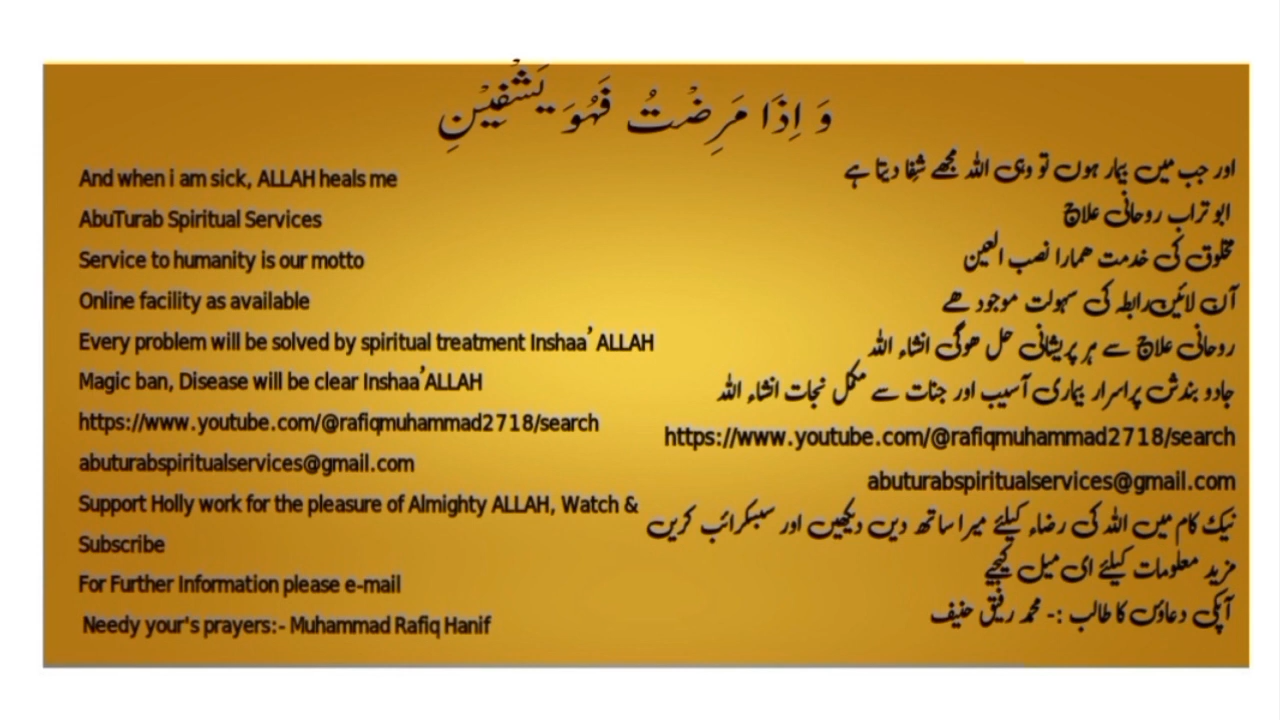 وَ اِذَا مَرِضْتُ فَهُوَ يَشْفِيْنِ
And when i am sick, ALLAH heals me
AbuTurab Spiritual Services
Service to humanity is our motto
Online facility as available
Every problem will be solved by spiritual treatment Inshaa’ ALLAH
Magic ban, Disease will be clear Inshaa’ALLAH
https://www.youtube.com/@rafiqmuhammad2718/search
abuturabspiritualservices@gmail.com
Support Holly work for the pleasure of Almighty ALLAH, Watch &
Subscribe
For Further Information please e-mail
Needy your's prayers:- Muhammad Rafiq Hanif
اور جب میں بیمار ہوں تو وہی اللہ مجھے شِفا دیتا ہے
ابو تراب روحانی علاج
مخلوق کی خدمت ھمارا نصب العین
آن لائین رابطہ کی سہولت موجود ھے
روحانی علاج سے ہر پریشانی حل ھوگی انشاء اللہ
جادو بندش پراسرار بیماری آسیب اور جنات سے مکمل نجات انشاء اللہ
https://www.youtube.com/@rafiqmuhammad2718/search
abuturabspiritualservices@gmail.com
نیک کام میں اللہ کی رضاء کیلئے میرا ساتھ دیں دیکھیں اور سبسکرائب کریں
مزید معلومات کیلئے ای میل کیجیے
آپکی دعاؤں کا طالب :- محمد رفیق حنیف